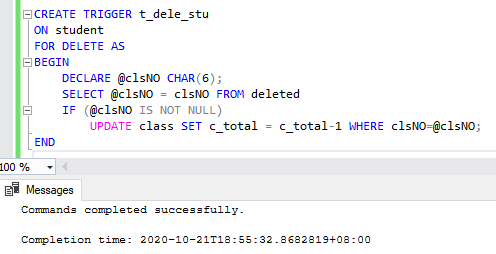 CREATE TRIGGER t_dele_stu
ON student
FOR DELETE AS
BEGIN
DECLARE @clsNO CHAR(6);
SELECT @clsNO = clsNO FROM deleted
IF (@clsNO IS NOT NULL)
UPDATE class SET c_total = c_total-1 WHERE clsNO=@clsNO;
END
100 %
Messages
Commands completed successfully.
Completion time: 2020-10-21T18:55:32.8682819+08:00